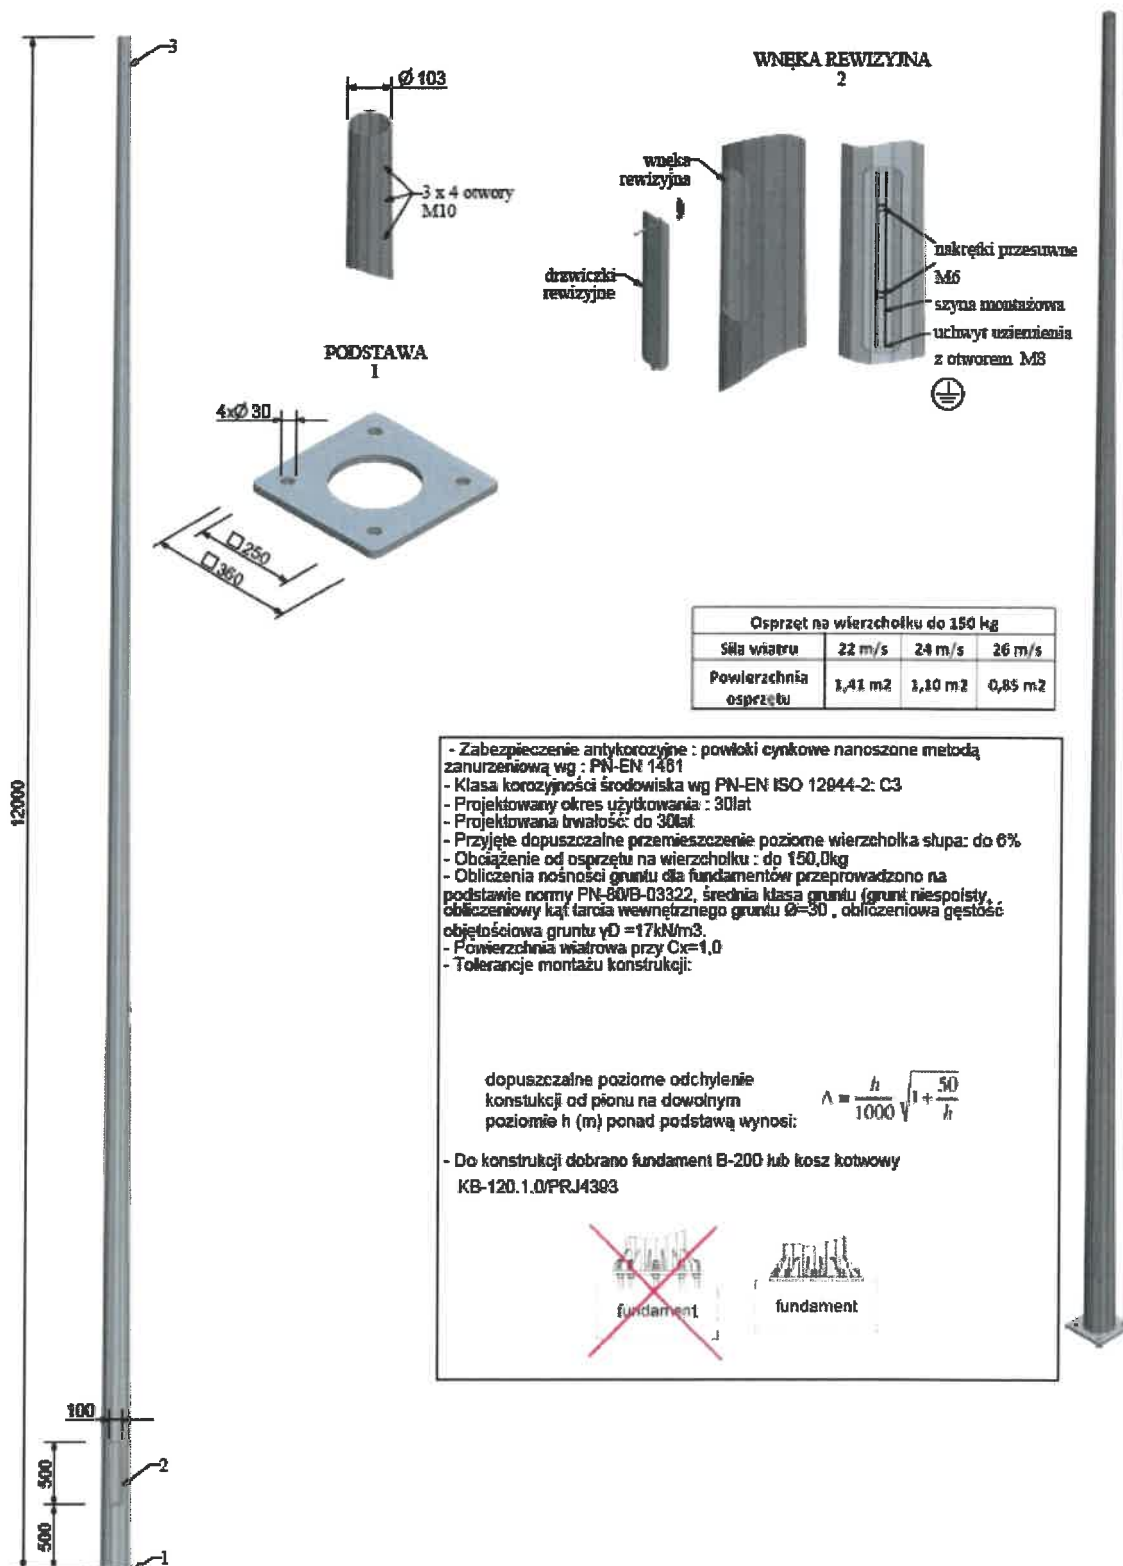 3
Ø 103
3 x 4 otwory
M10
WNĘKA REWIZYJNA
2
wnęka
rewizyjna
drzwiczki
rewizyjne
nakrętki przesuwne
M6
szyna montażowa
uchwyt uziemienia
z otworem M8
PODSTAWA
1
4xØ 30
□250
□360
12000
Osprzęt na wierzchołku do 150 kg
Siła wiatru 22 m/s 24 m/s 26 m/s
Powierzchnia
osprzętu 1,41 m2 1,10 m2 0,85 m2
- Zabezpieczenie antykorozyjne : powłoki cynkowe nanoszone metodą
zanurzeniową wg : PN-EN 1461
- Klasa korozyjności środowiska wg PN-EN ISO 12944-2: C3
- Projektowany okres użytkowania : 30lat
- Projektowana trwałość: do 30lat
- Przyjęte dopuszczalne przemieszczenie poziome wierzchołka słupa: do 6%
- Obciążenie od osprzętu na wierzchołku : do 150,0kg
- Obliczenia nośności gruntu dla fundamentów przeprowadzono na
podstawie normy PN-80/B-03322, średnia klasa gruntu (grunt niespoisty,
obliczeniowy kąt tarcia wewnętrznego gruntu Ø=30 , obliczeniowa gęstość
objętościowa gruntu γD =17kN/m3.
- Powierzchnia wiatrowa przy Cx=1,0
- Tolerancje montażu konstrukcji:
dopuszczalne poziome odchylenie
konstukcji od pionu na dowolnym
poziomie h (m) ponad podstawą wynosi:
Δ = h/1000 √(1 + 50/h)
- Do konstrukcji dobrano fundament B-200 lub kosz kotwowy
KB-120.1.0/PRJ4393
fundament
fundament
100
500
2
500
1